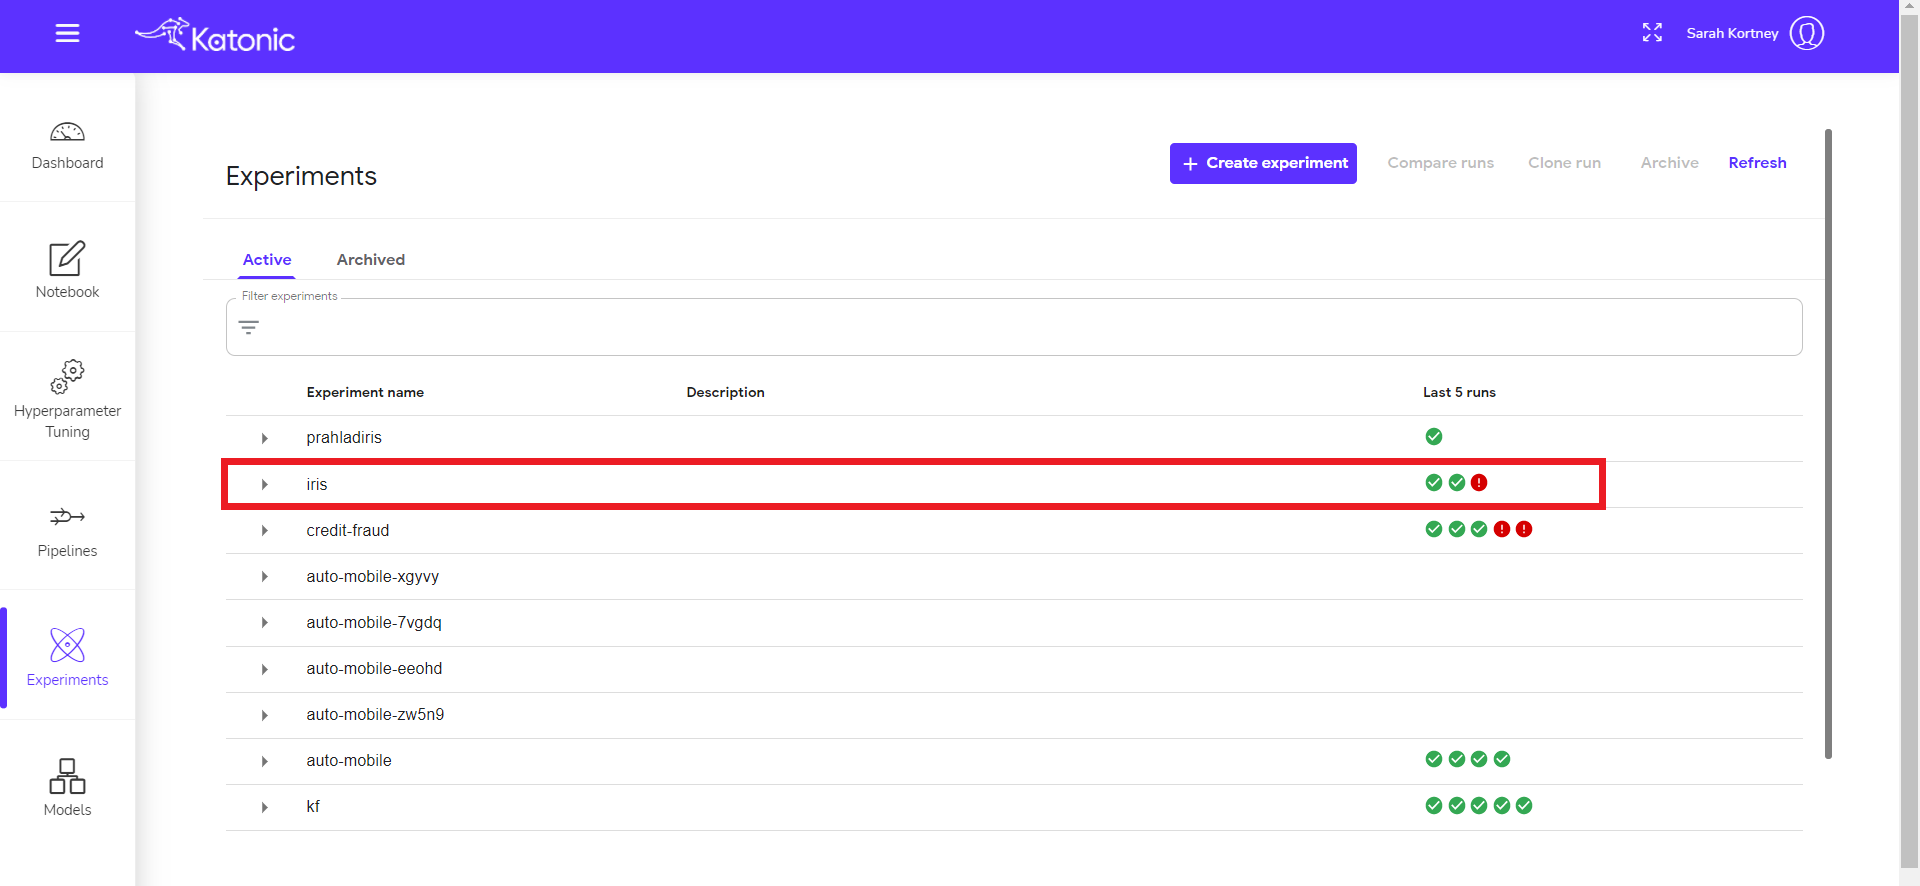 Katonic
Sarah Kortney
Dashboard
Notebook
Hyperparameter
Tuning
Pipelines
Experiments
Models
Experiments
+ Create experiment
Compare runs
Clone run
Archive
Refresh
Active
Archived
Filter experiments
Experiment name Description Last 5 runs
prahladiris
iris
credit-fraud
auto-mobile-xgyvy
auto-mobile-7vgdq
auto-mobile-eeohd
auto-mobile-zw5n9
auto-mobile
kf